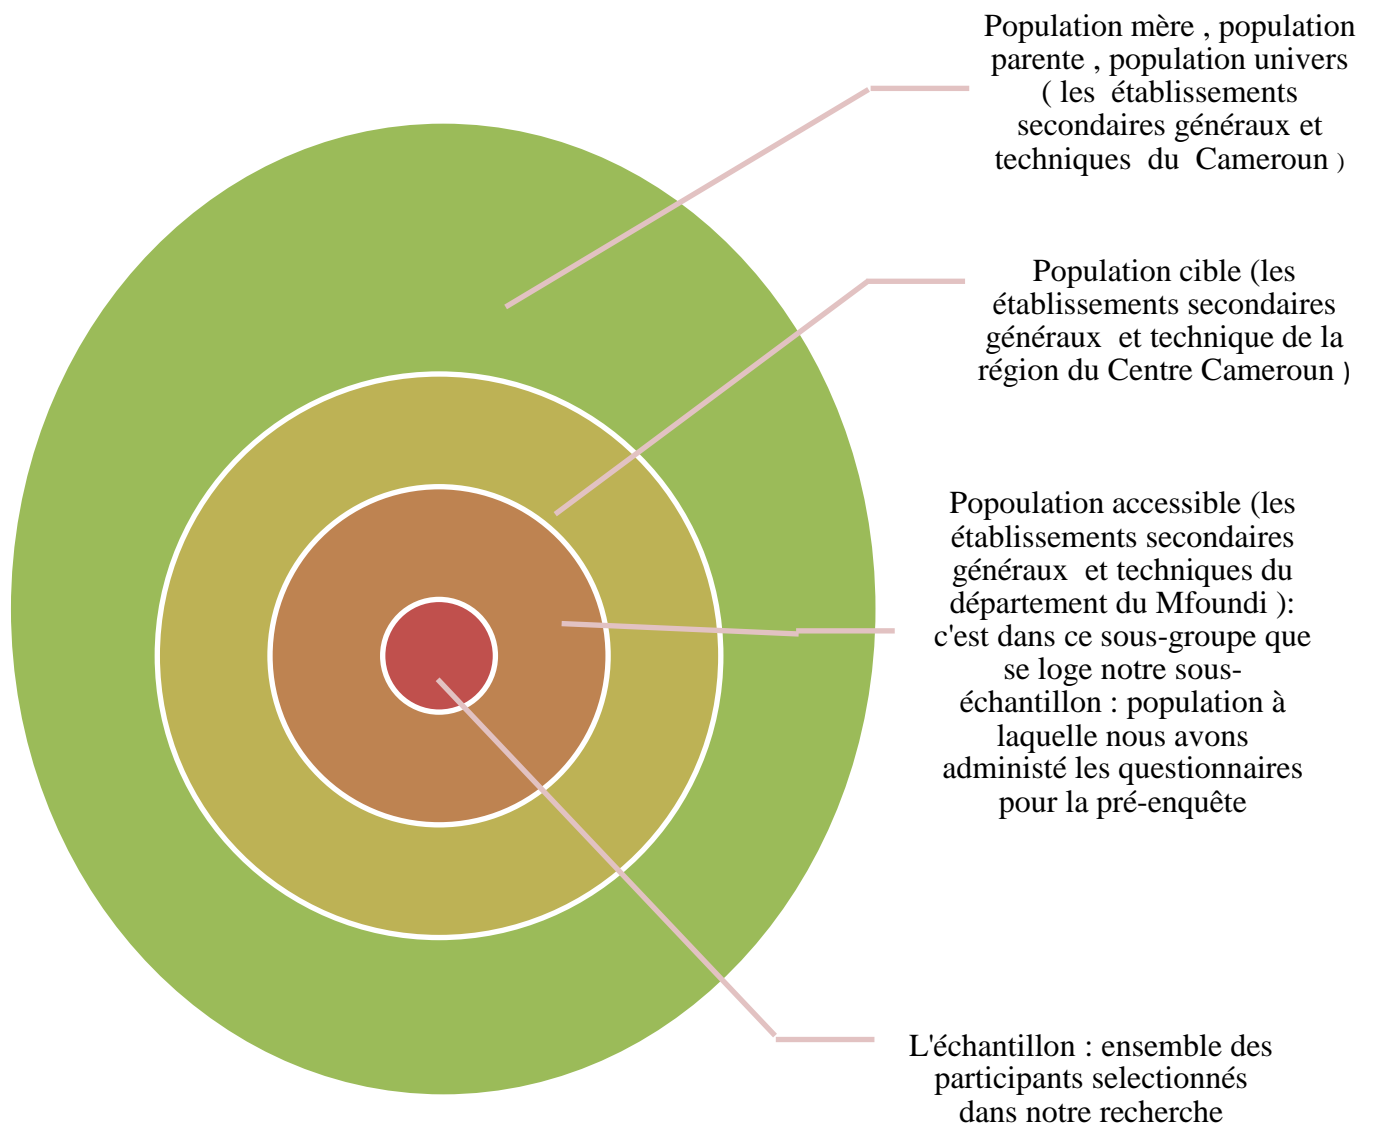 Population mère , population
parente , population univers
( les établissements
secondaires généraux et
techniques du Cameroun )
Population cible (les
établissements secondaires
généraux et technique de la
région du Centre Cameroun )
Popoulation accessible (les
établissements secondaires
généraux et techniques du
département du Mfoundi ):
c'est dans ce sous-groupe que
se loge notre sous-
échantillon : population à
laquelle nous avons
administé les questionnaires
pour la pré-enquête
L'échantillon : ensemble des
participants selectionnés
dans notre recherche